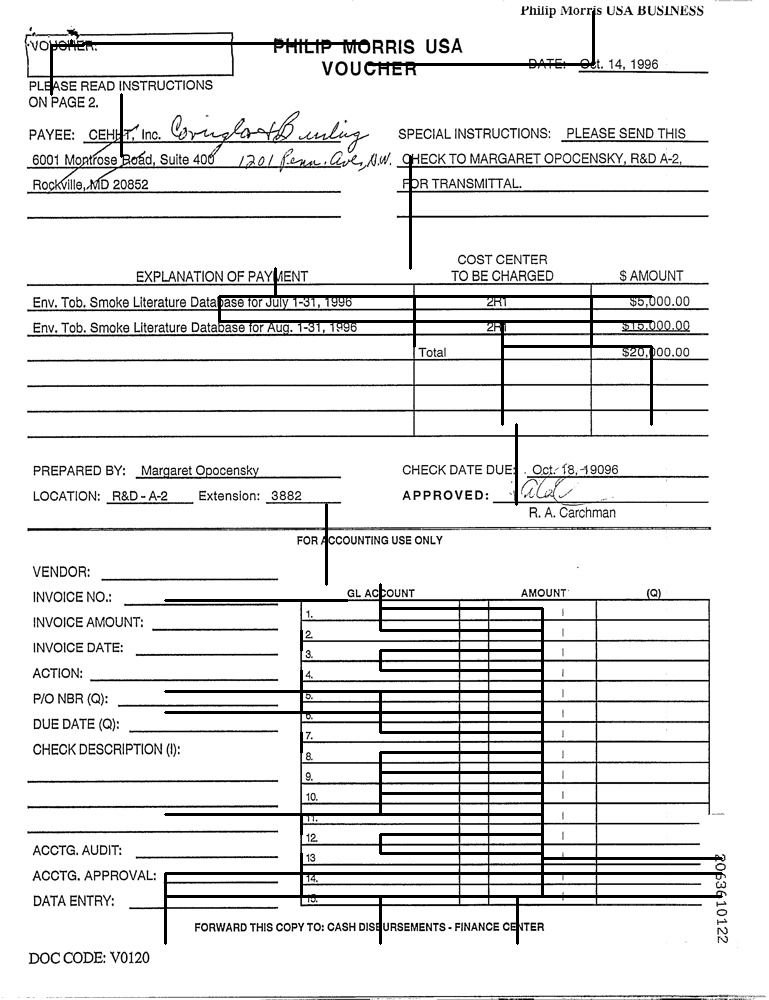 Philip Morris USA BUSINESS
VOUCHER:
PHILIP MORRIS USA
VOUCHER
DATE: Oct. 14, 1996
PLEASE READ INSTRUCTIONS
ON PAGE 2.
PAYEE: CEHHT, Inc. Covington & Burling
SPECIAL INSTRUCTIONS: PLEASE SEND THIS
6001 Montrose Road, Suite 400 1201 Penn. Ave, N.W.
CHECK TO MARGARET OPOCENSKY, R&D A-2,
Rockville, MD 20852
FOR TRANSMITTAL.
EXPLANATION OF PAYMENT COST CENTER TO BE CHARGED $ AMOUNT
Env. Tob. Smoke Literature Database for July 1-31, 1996 2R1 $5,000.00
Env. Tob. Smoke Literature Database for Aug. 1-31, 1996 2R1 $15,000.00
Total $20,000.00
PREPARED BY: Margaret Opocensky
CHECK DATE DUE: Oct. 18, 19096
LOCATION: R&D - A-2 Extension: 3882
APPROVED:
R. A. Carchman
FOR ACCOUNTING USE ONLY
VENDOR:
INVOICE NO.:
INVOICE AMOUNT:
INVOICE DATE:
ACTION:
P/O NBR (Q):
DUE DATE (Q):
CHECK DESCRIPTION (I):
ACCTG. AUDIT:
ACCTG. APPROVAL:
DATA ENTRY:
GL ACCOUNT AMOUNT (Q)
1.
2.
3.
4.
5.
6.
7.
8.
9.
10.
11.
12.
13
14.
15.
2063610122
FORWARD THIS COPY TO: CASH DISBURSEMENTS - FINANCE CENTER
DOC CODE: V0120